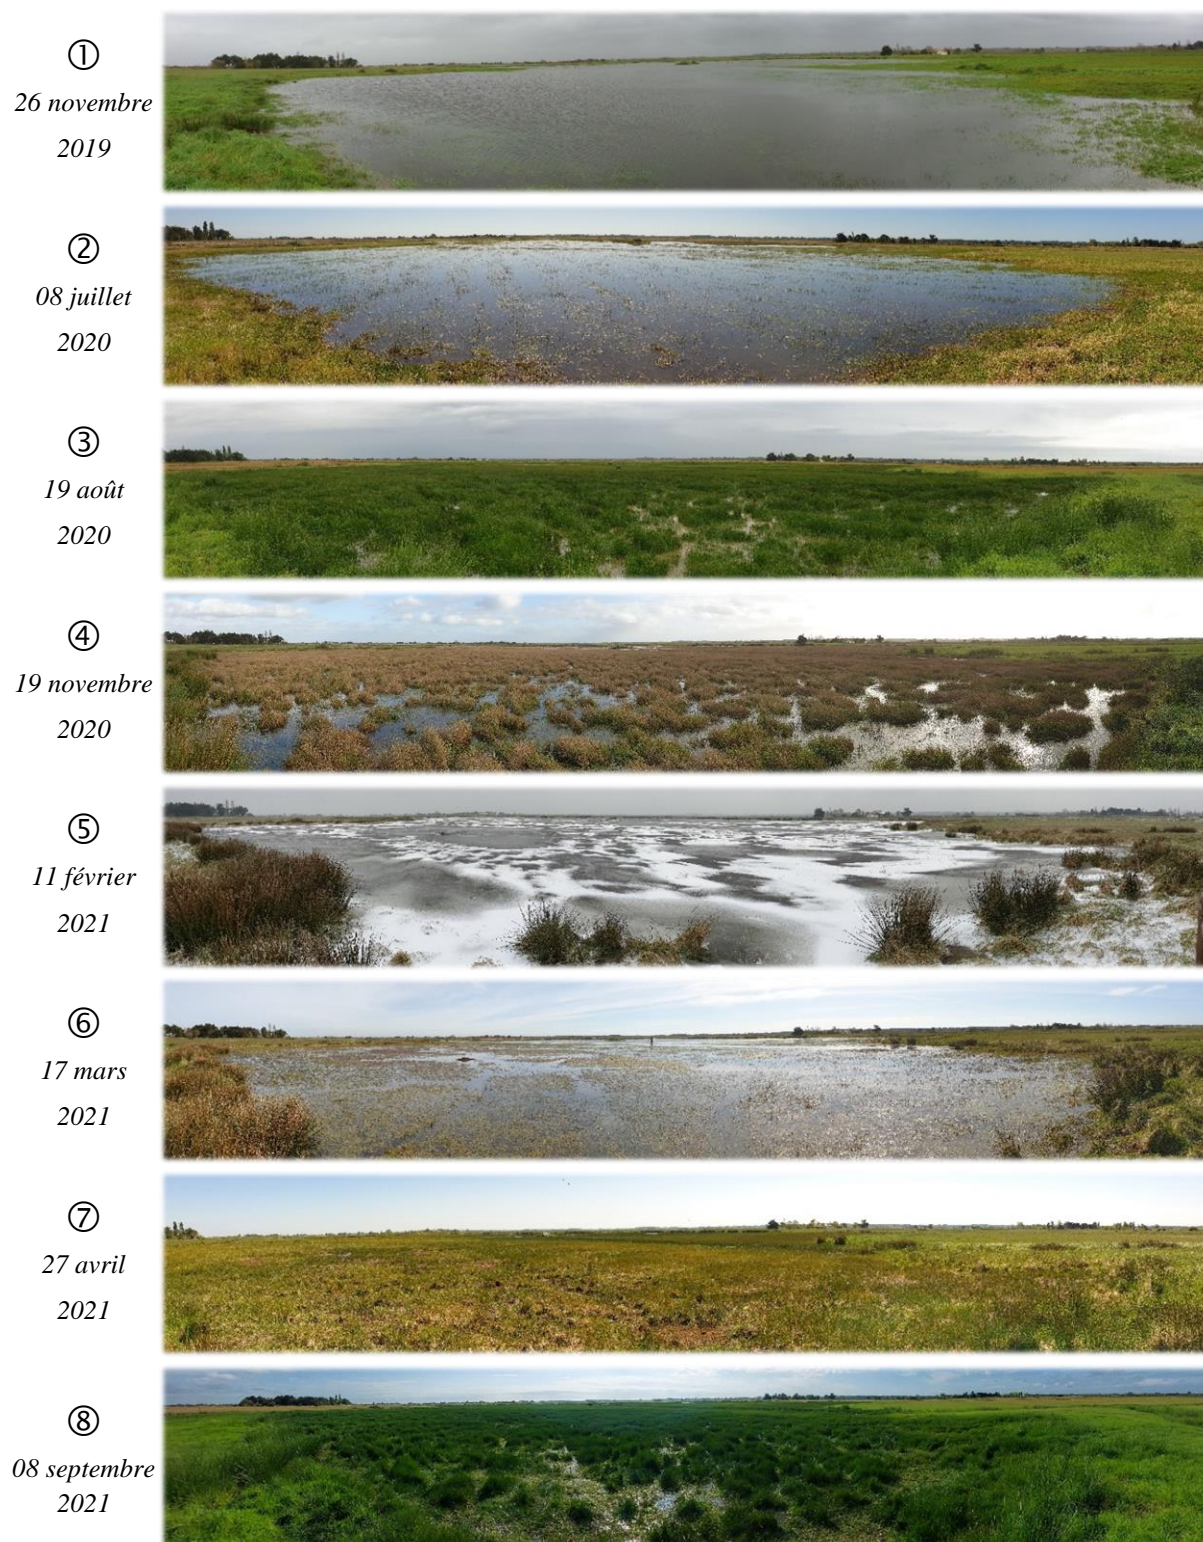 ①
26 novembre
2019
②
08 juillet
2020
③
19 août
2020
④
19 novembre
2020
⑤
11 février
2021
⑥
17 mars
2021
⑦
27 avril
2021
⑧
08 septembre
2021